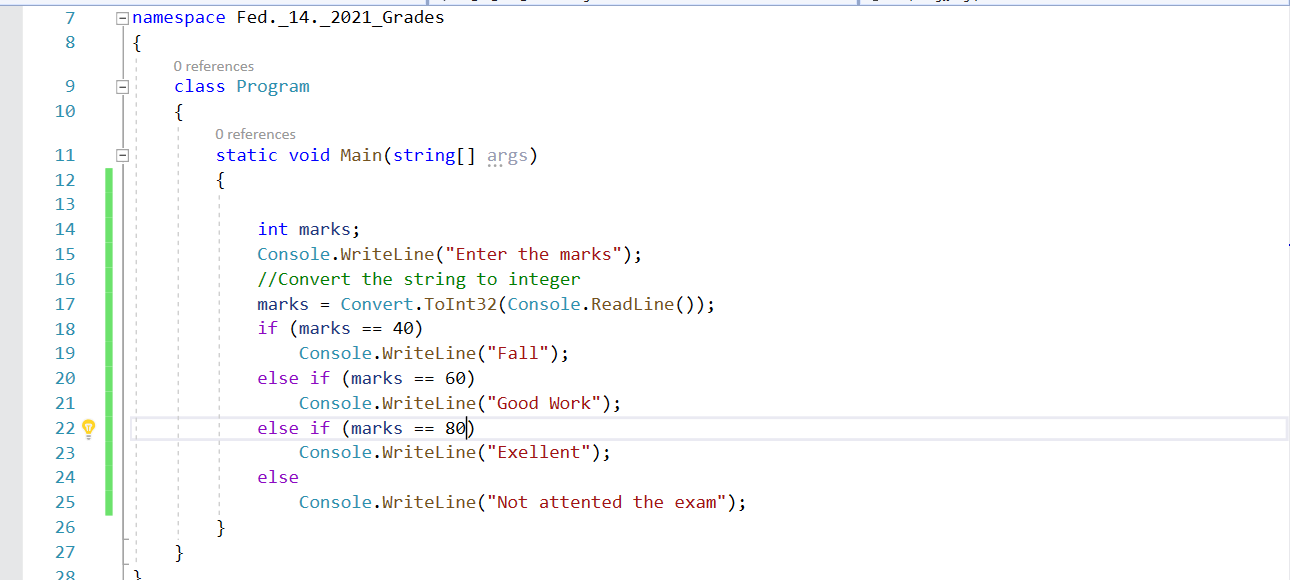 7 namespace Fed._14._2021_Grades
8 {
0 references
9 class Program
10 {
0 references
11 static void Main(string[] args)
12 {
13
14 int marks;
15 Console.WriteLine("Enter the marks");
16 //Convert the string to integer
17 marks = Convert.ToInt32(Console.ReadLine());
18 if (marks == 40)
19 Console.WriteLine("Fall");
20 else if (marks == 60)
21 Console.WriteLine("Good Work");
22 else if (marks == 80)
23 Console.WriteLine("Exellent");
24 else
25 Console.WriteLine("Not attented the exam");
26 }
27 }
28 }